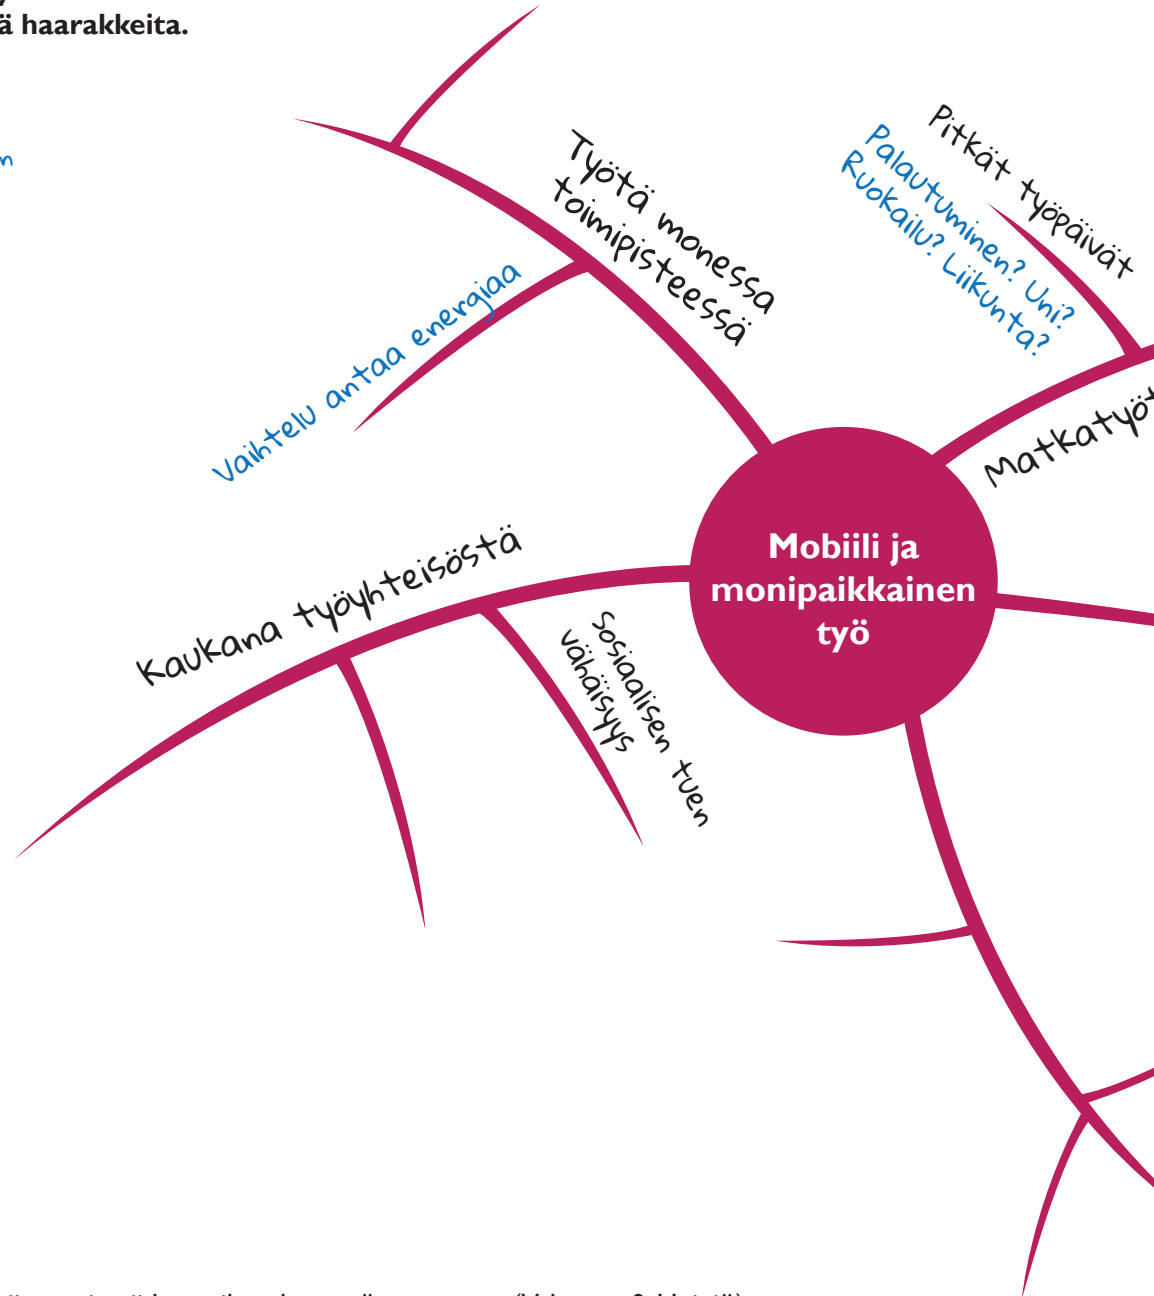 ä haarakkeita.
n
Työtä monessa
toimipisteessä
Pitkät työpäivät
Palautuminen? Uni?
Ruokailu? Liikunta?
Vaihtelu antaa energiaa
Matkatyöt
Kaukana työyhteisöstä
Sosiaalisen tuen
vähäisyys
Mobiili ja
monipaikkainen
työ